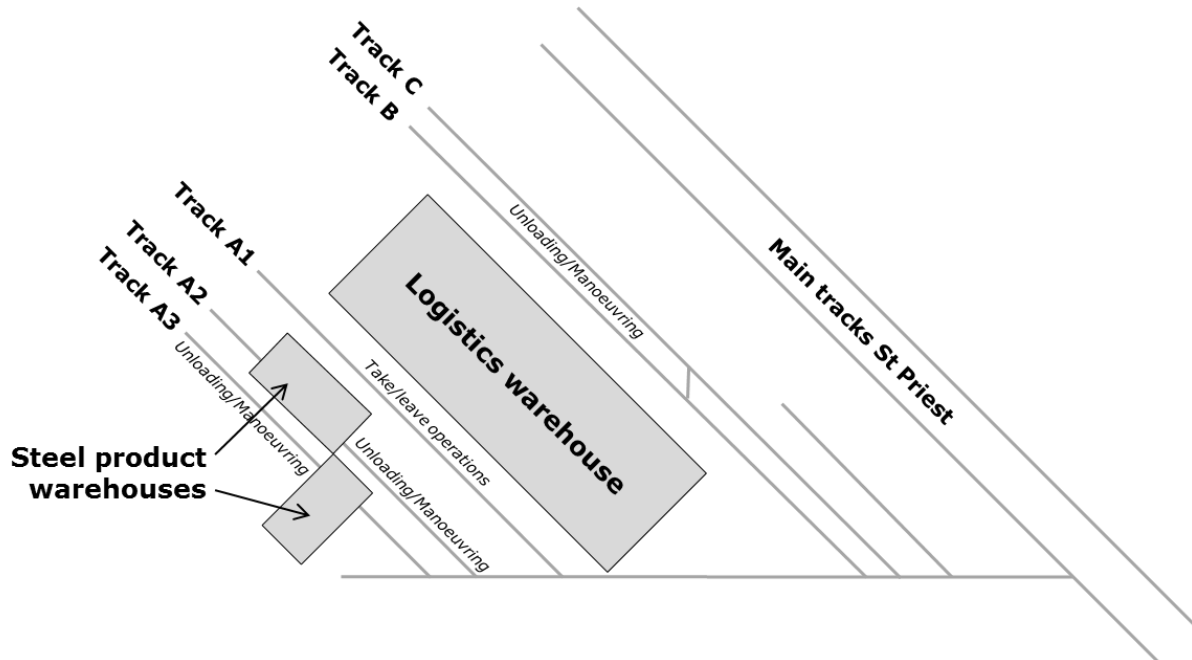 Track C
Track B
Track A1
Track A2
Track A3
Unloading/Manoeuvring
Main tracks St Priest
Logistics warehouse
Take/leave operations
Unloading/Manoeuvring
Unloading/Manoeuvring
Steel product
warehouses